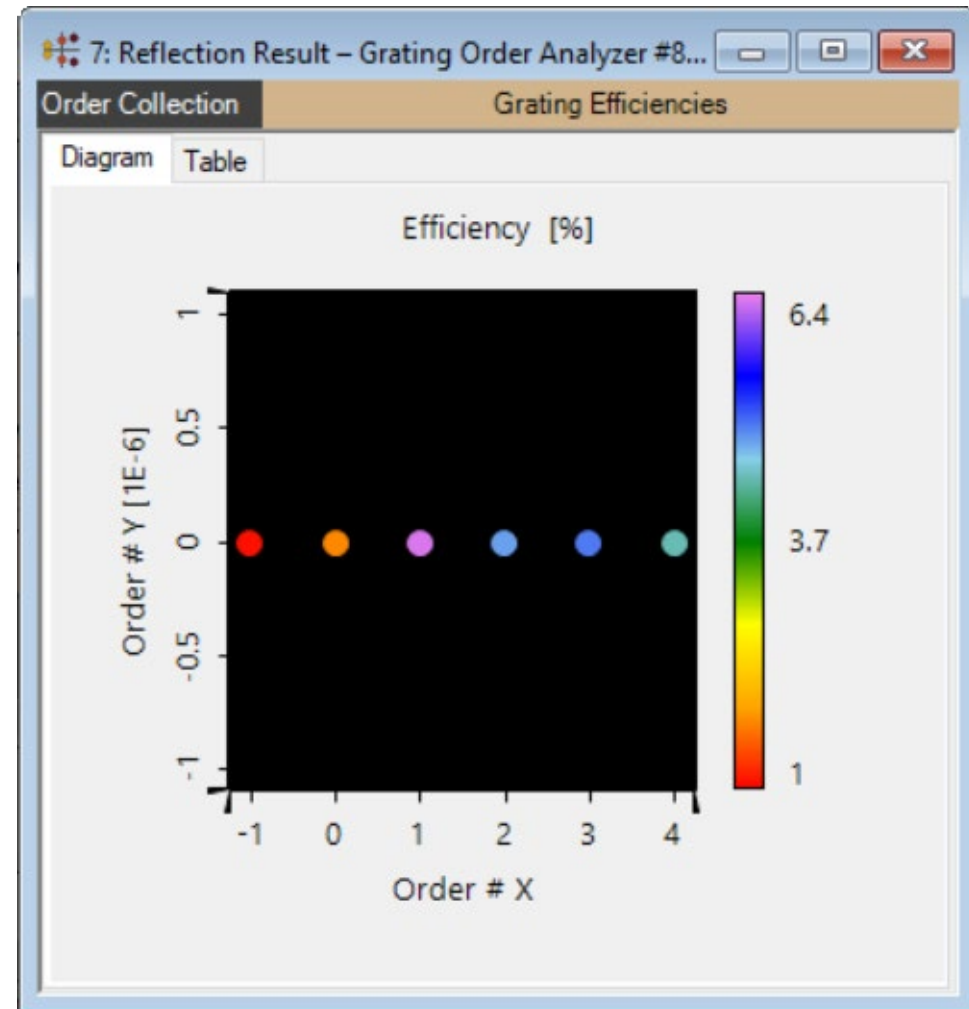 7: Reflection Result – Grating Order Analyzer #8...
Order Collection
Grating Efficiencies
Diagram
Table
Efficiency [%]
1
0.5
0
-0.5
-1
Order # Y [1E-6]
6.4
3.7
1
-1 0 1 2 3 4
Order # X